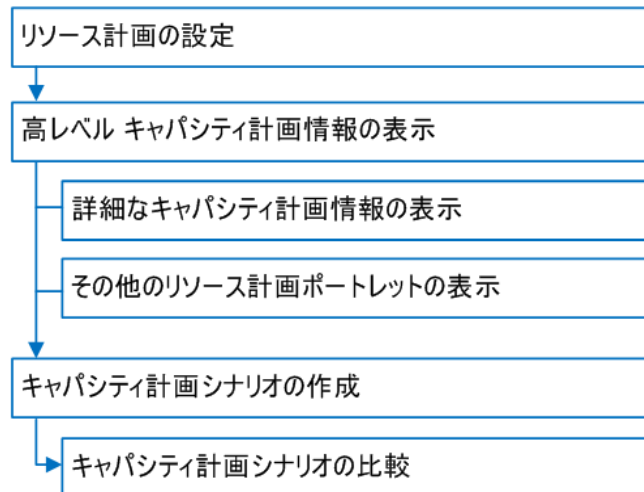 リソース計画の設定
高レベル キャパシティ計画情報の表示
詳細なキャパシティ計画情報の表示
その他のリソース計画ポートレットの表示
キャパシティ計画シナリオの作成
キャパシティ計画シナリオの比較